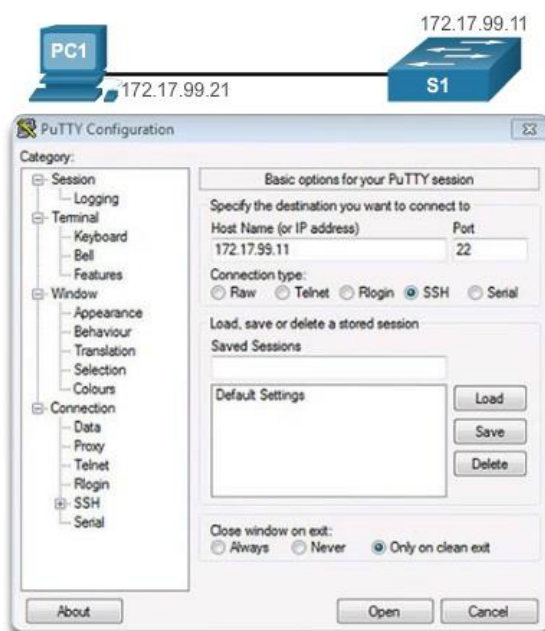 172.17.99.11
PC1
S1
172.17.99.21
PuTTY Configuration
Category:
Session
Logging
Terminal
Keyboard
Bell
Features
Window
Appearance
Behaviour
Translation
Selection
Colours
Connection
Data
Proxy
Telnet
Rlogin
SSH
Serial
Basic options for your PuTTY session
Specify the destination you want to connect to
Host Name (or IP address) Port
172.17.99.11 22
Connection type:
Raw Telnet Rlogin SSH Serial
Load, save or delete a stored session
Saved Sessions
Default Settings
Load
Save
Delete
Close window on exit:
Always Never Only on clean exit
About Open Cancel